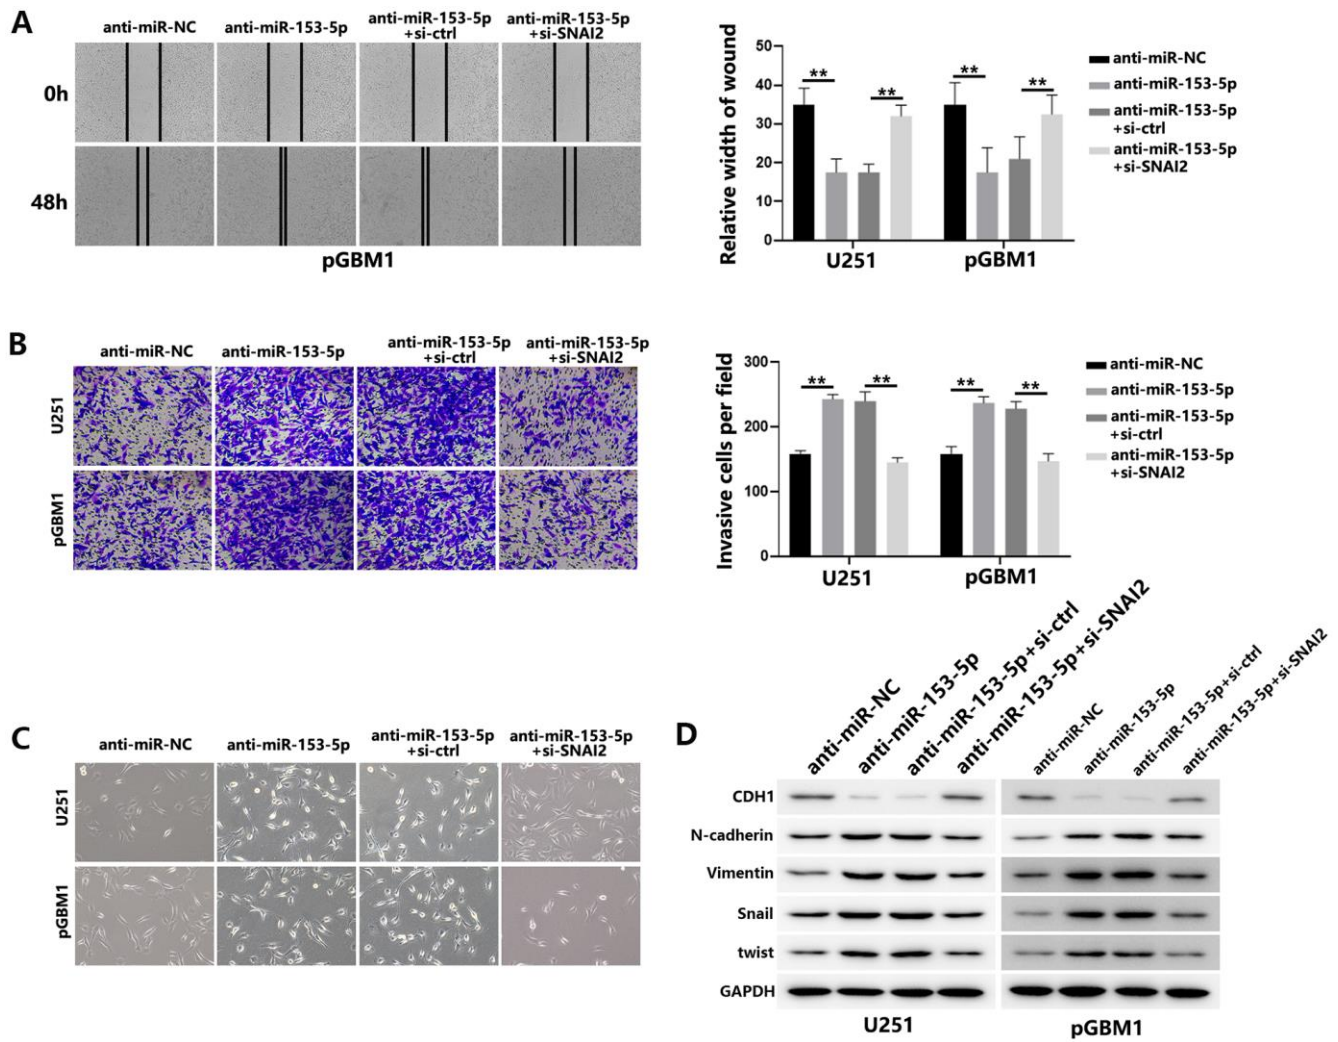 A
anti-miR-NC
anti-miR-153-5p
anti-miR-153-5p
+si-ctrl
anti-miR-153-5p
+si-SNAI2
0h
48h
pGBM1
Relative width of wound
50
40
30
20
10
0
**
**
**
**
U251
pGBM1
anti-miR-NC
anti-miR-153-5p
anti-miR-153-5p
+si-ctrl
anti-miR-153-5p
+si-SNAI2
B
anti-miR-NC
anti-miR-153-5p
anti-miR-153-5p
+si-ctrl
anti-miR-153-5p
+si-SNAI2
U251
pGBM1
Invasive cells per field
300
200
100
0
**
**
**
**
U251
pGBM1
anti-miR-NC
anti-miR-153-5p
anti-miR-153-5p
+si-ctrl
anti-miR-153-5p
+si-SNAI2
C
anti-miR-NC
anti-miR-153-5p
anti-miR-153-5p
+si-ctrl
anti-miR-153-5p
+si-SNAI2
U251
pGBM1
D
anti-miR-NC
anti-miR-153-5p
anti-miR-153-5p+si-ctrl
anti-miR-153-5p+si-SNAI2
anti-miR-NC
anti-miR-153-5p
anti-miR-153-5p+si-ctrl
anti-miR-153-5p+si-SNAI2
CDH1
N-cadherin
Vimentin
Snail
twist
GAPDH
U251
pGBM1